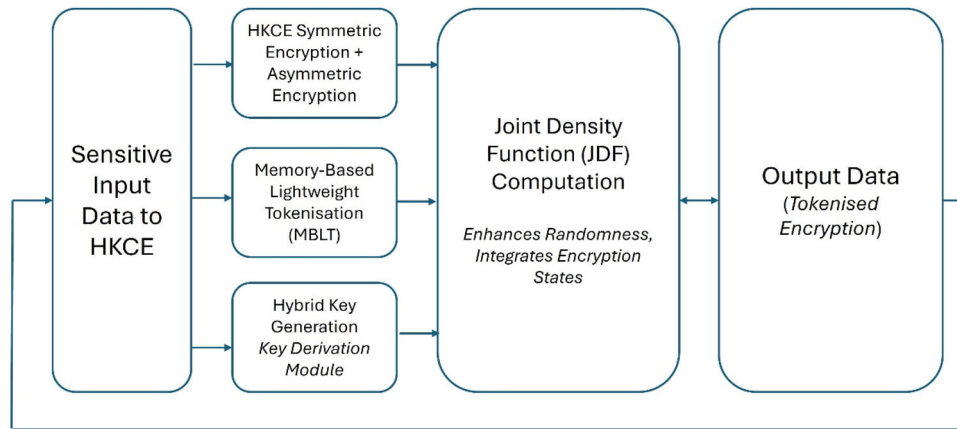 Sensitive
Input
Data to
HKCE
HKCE Symmetric
Encryption +
Asymmetric
Encryption
Memory-Based
Lightweight
Tokenisation
(MBLT)
Hybrid Key
Generation
Key Derivation
Module
Joint Density
Function (JDF)
Computation
Enhances Randomness,
Integrates Encryption
States
Output Data
(Tokenised
Encryption)